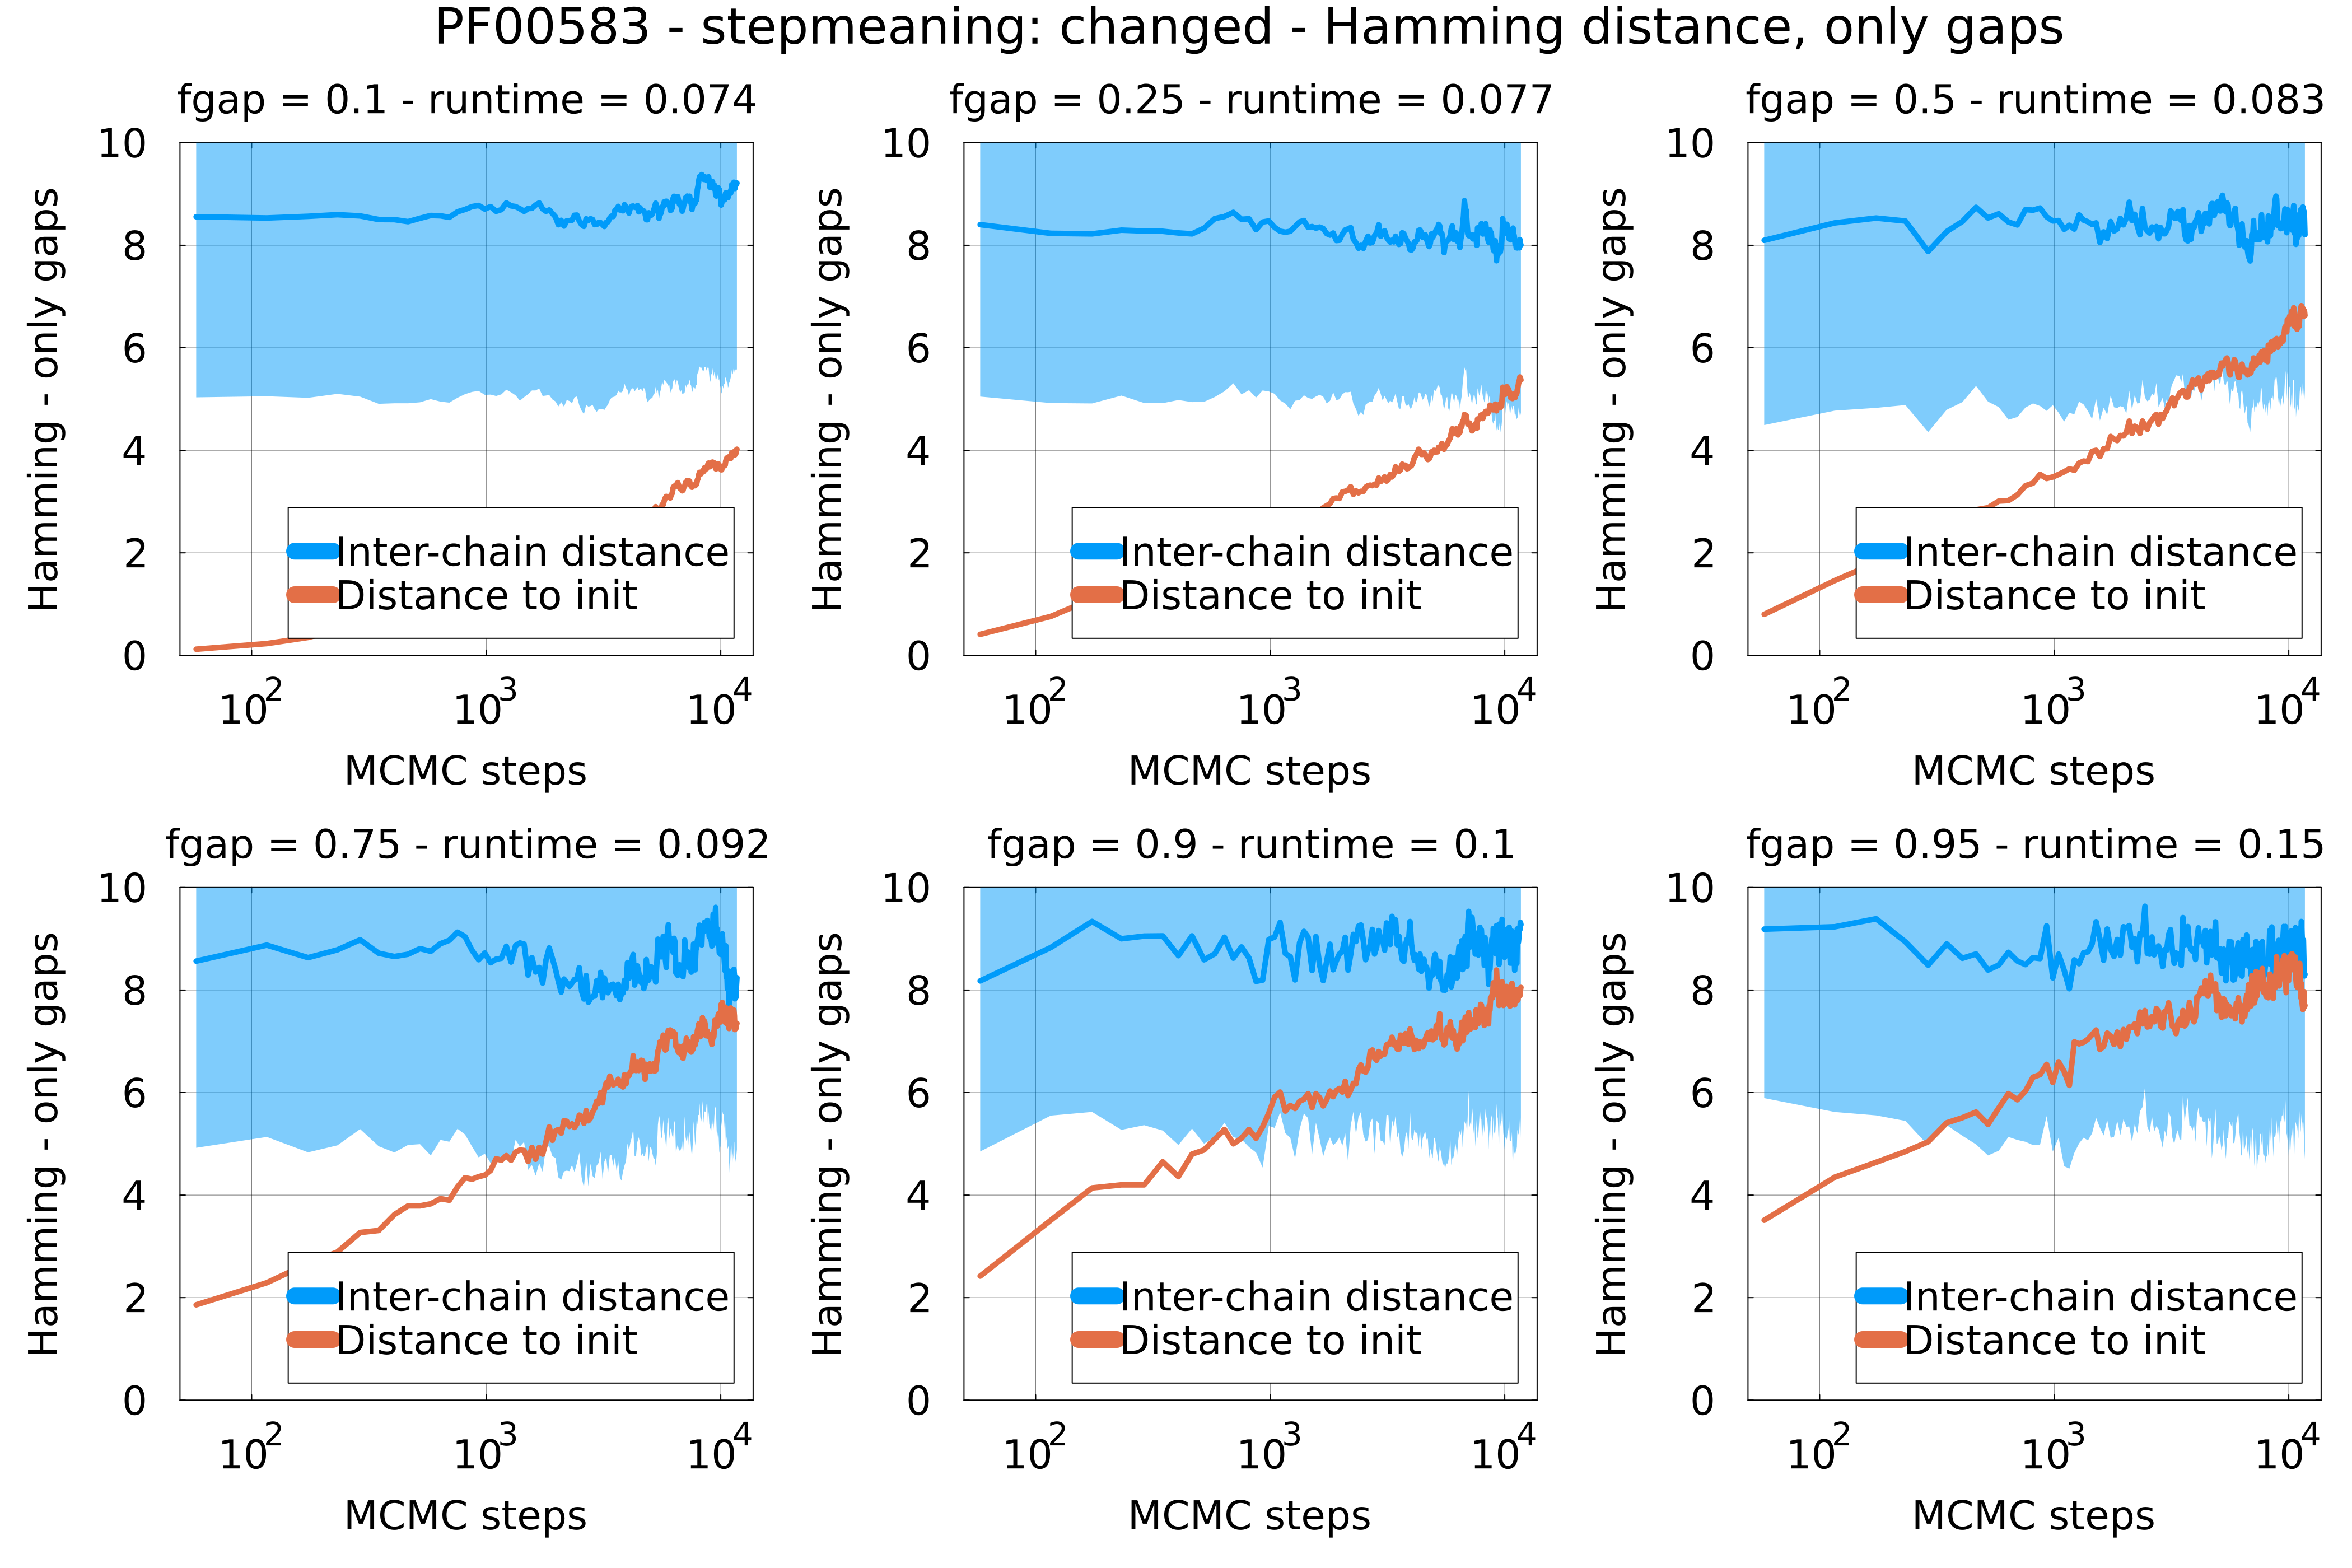 PF00583 - stepmeaning: changed - Hamming distance, only gaps
fgap = 0.1 - runtime = 0.074
Hamming - only gaps
10
8
6
4
2
0
Inter-chain distance
Distance to init
10^2 10^3 10^4
MCMC steps
fgap = 0.25 - runtime = 0.077
Hamming - only gaps
10
8
6
4
2
0
Inter-chain distance
Distance to init
10^2 10^3 10^4
MCMC steps
fgap = 0.5 - runtime = 0.083
Hamming - only gaps
10
8
6
4
2
0
Inter-chain distance
Distance to init
10^2 10^3 10^4
MCMC steps
fgap = 0.75 - runtime = 0.092
Hamming - only gaps
10
8
6
4
2
0
Inter-chain distance
Distance to init
10^2 10^3 10^4
MCMC steps
fgap = 0.9 - runtime = 0.1
Hamming - only gaps
10
8
6
4
2
0
Inter-chain distance
Distance to init
10^2 10^3 10^4
MCMC steps
fgap = 0.95 - runtime = 0.15
Hamming - only gaps
10
8
6
4
2
0
Inter-chain distance
Distance to init
10^2 10^3 10^4
MCMC steps